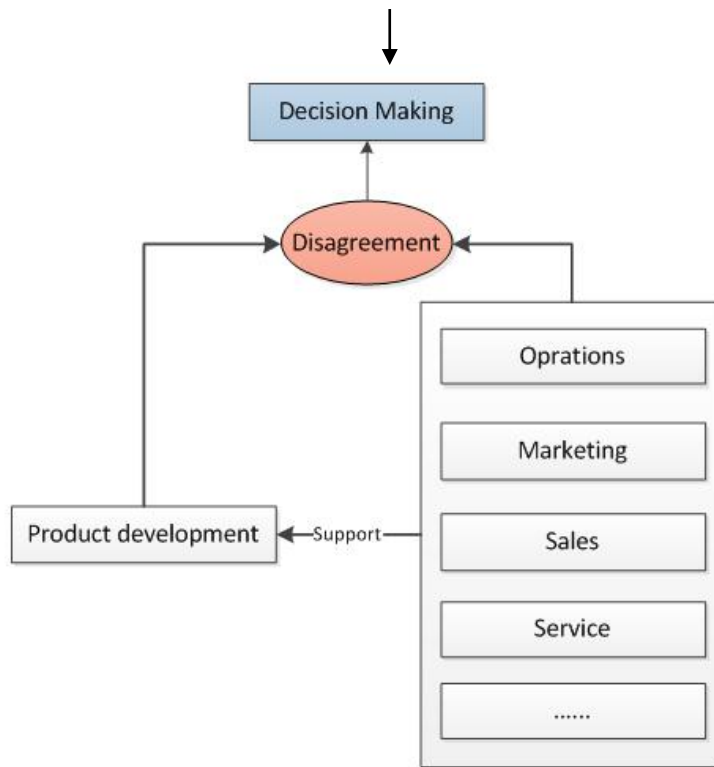 Decision Making
Disagreement
Oprations
Marketing
Product development
Support
Sales
Service
......